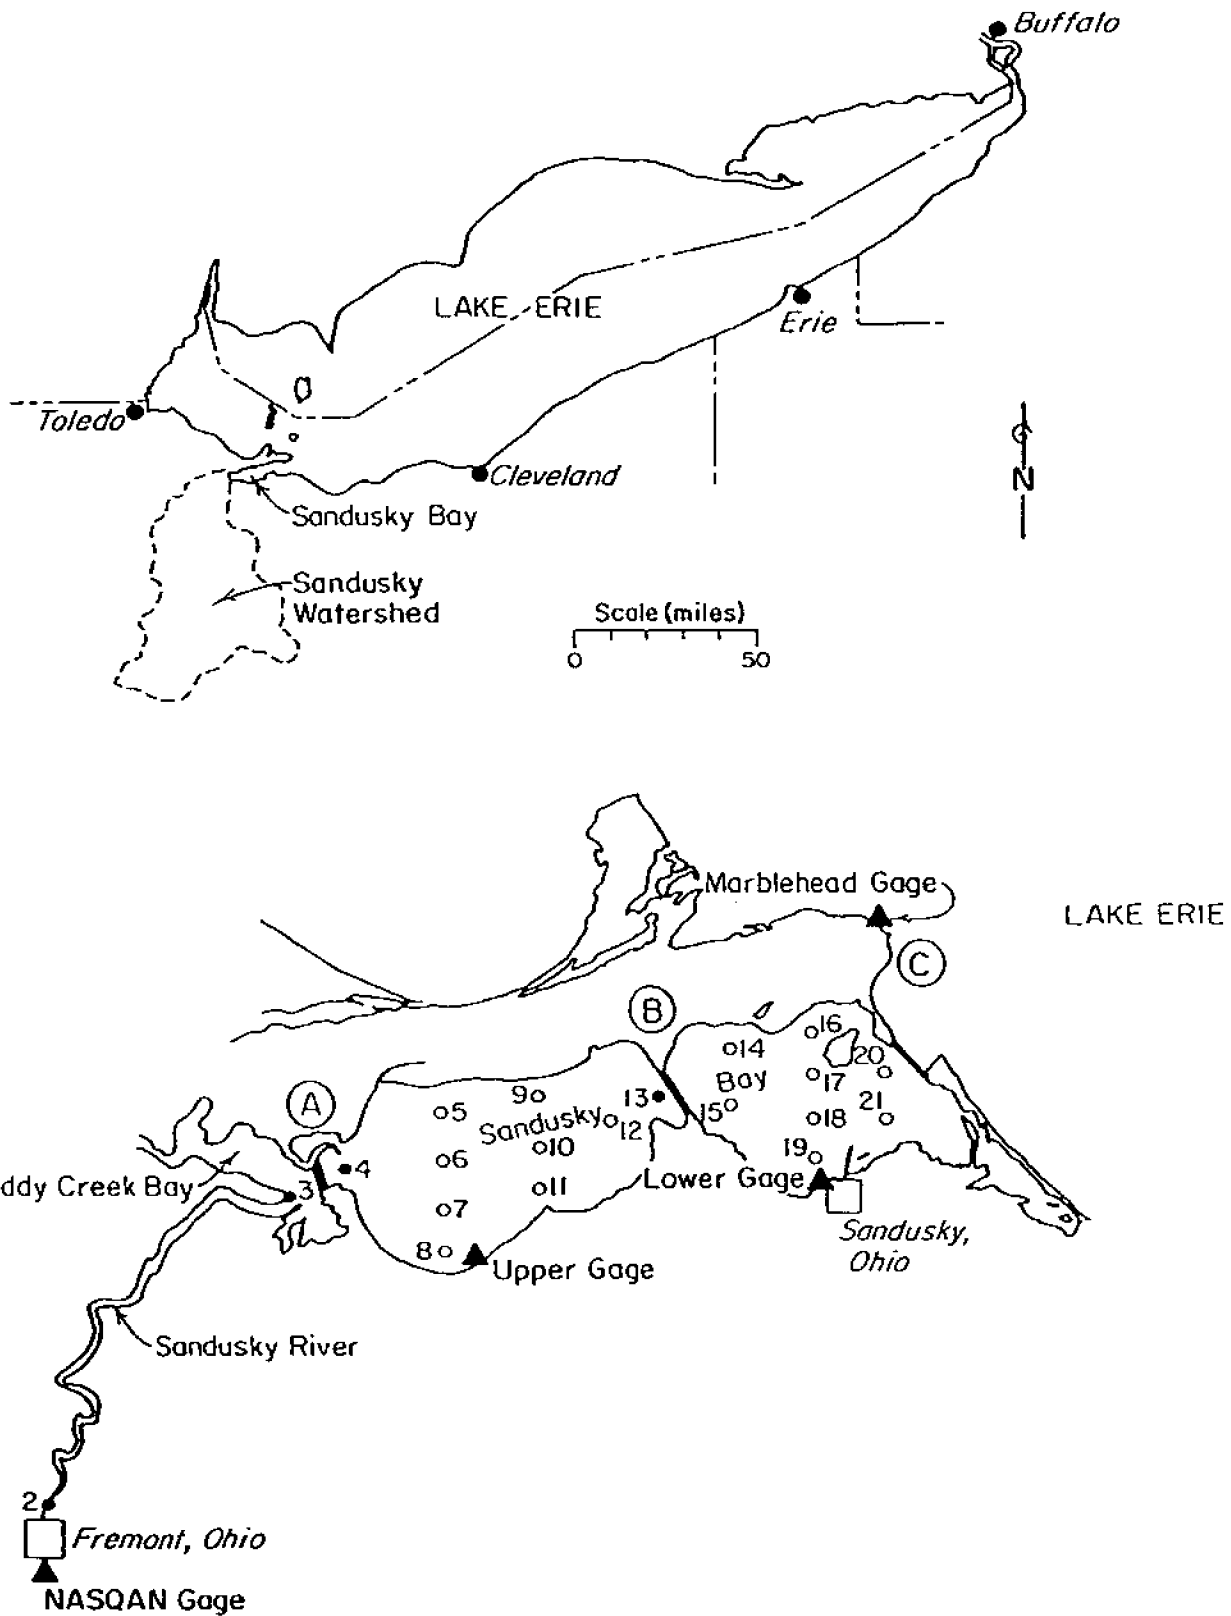 Buffalo
LAKE ERIE
Erie
Toledo
Cleveland
N
Sandusky Bay
Sandusky
Watershed
Scale (miles)
0 50
Marblehead Gage
LAKE ERIE
C
B
16
14
20
Bay
17
A
9
13
15
21
5
Sandusky
12
18
10
19
6
4
Lower Gage
ddy Creek Bay
3
11
7
Sandusky,
Ohio
8
Upper Gage
Sandusky River
2
Fremont, Ohio
NASQAN Gage